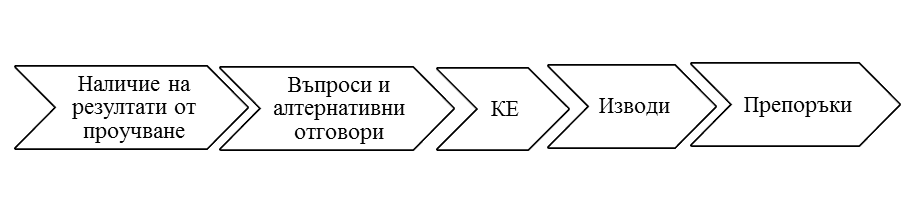 Наличие на
резултати от
проучване
Въпроси и
алтернативни
отговори
КЕ
Изводи
Препоръки